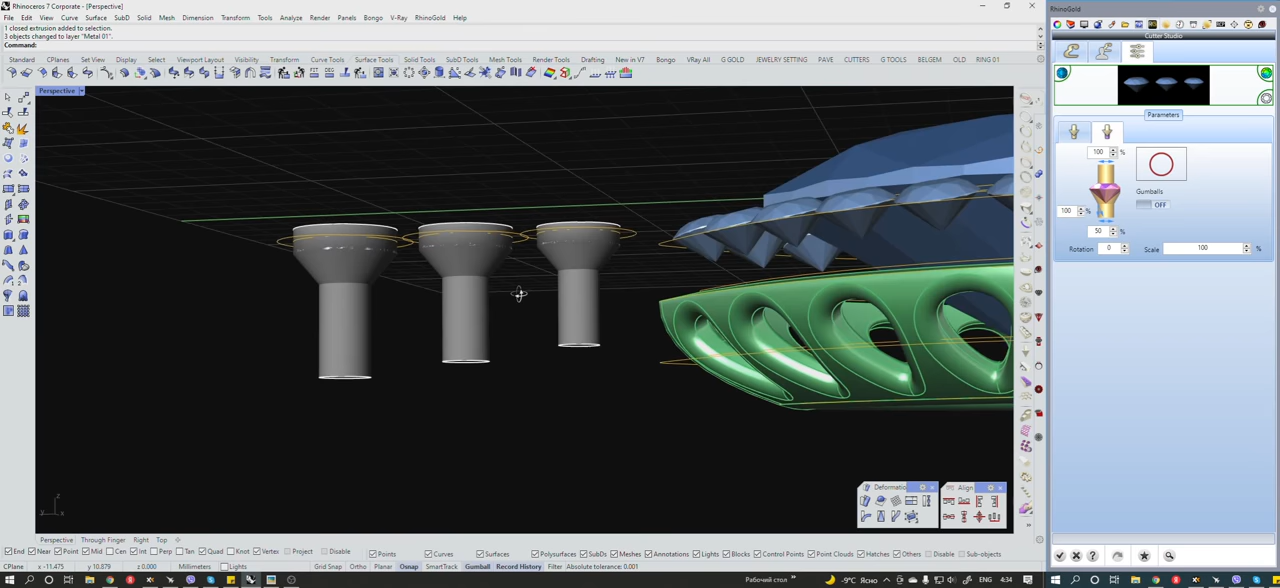 Rhinoceros 7 Corporate - [Perspective]
RhinoGold
File Edit View Curve Surface SubD Solid Mesh Dimension Transform Tools Analyze Render Panels Bongo V-Ray RhinoGold Help
1 closed extrusion added to selection.
3 objects changed to layer "Metal 01".
Command:
Cutter Studio
Standard CPlanes Set View Display Select Viewport Layout Visibility Transform Curve Tools Surface Tools Solid Tools SubD Tools Mesh Tools Render Tools Drafting New in V7 Bongo VRay All G GOLD JEWELRY SETTING PAVE CUTTERS G TOOLS BELGEM OLD RING 01
Perspective
Parameters
100 %
Gumballs
100 %
OFF
50 %
Rotation 0 Scale 100 %
Deformatio
Align
z
y x
Perspective Through Finger Right Top
End Near Point Mid Cen Int Perp Tan Quad Knot Vertex Project Disable Points Curves Surfaces Polysurfaces SubDs Meshes Annotations Lights Blocks Control Points Point Clouds Hatches Others Disable Sub-objects
CPlane x -11.475 y 10.879 z 0.000 Millimeters Lights Grid Snap Ortho Planar Osnap SmartTrack Gumball Record History Filter Absolute tolerance: 0.001
Рабочий стол -9°C Ясно ENG 4:34 ENG 4:34